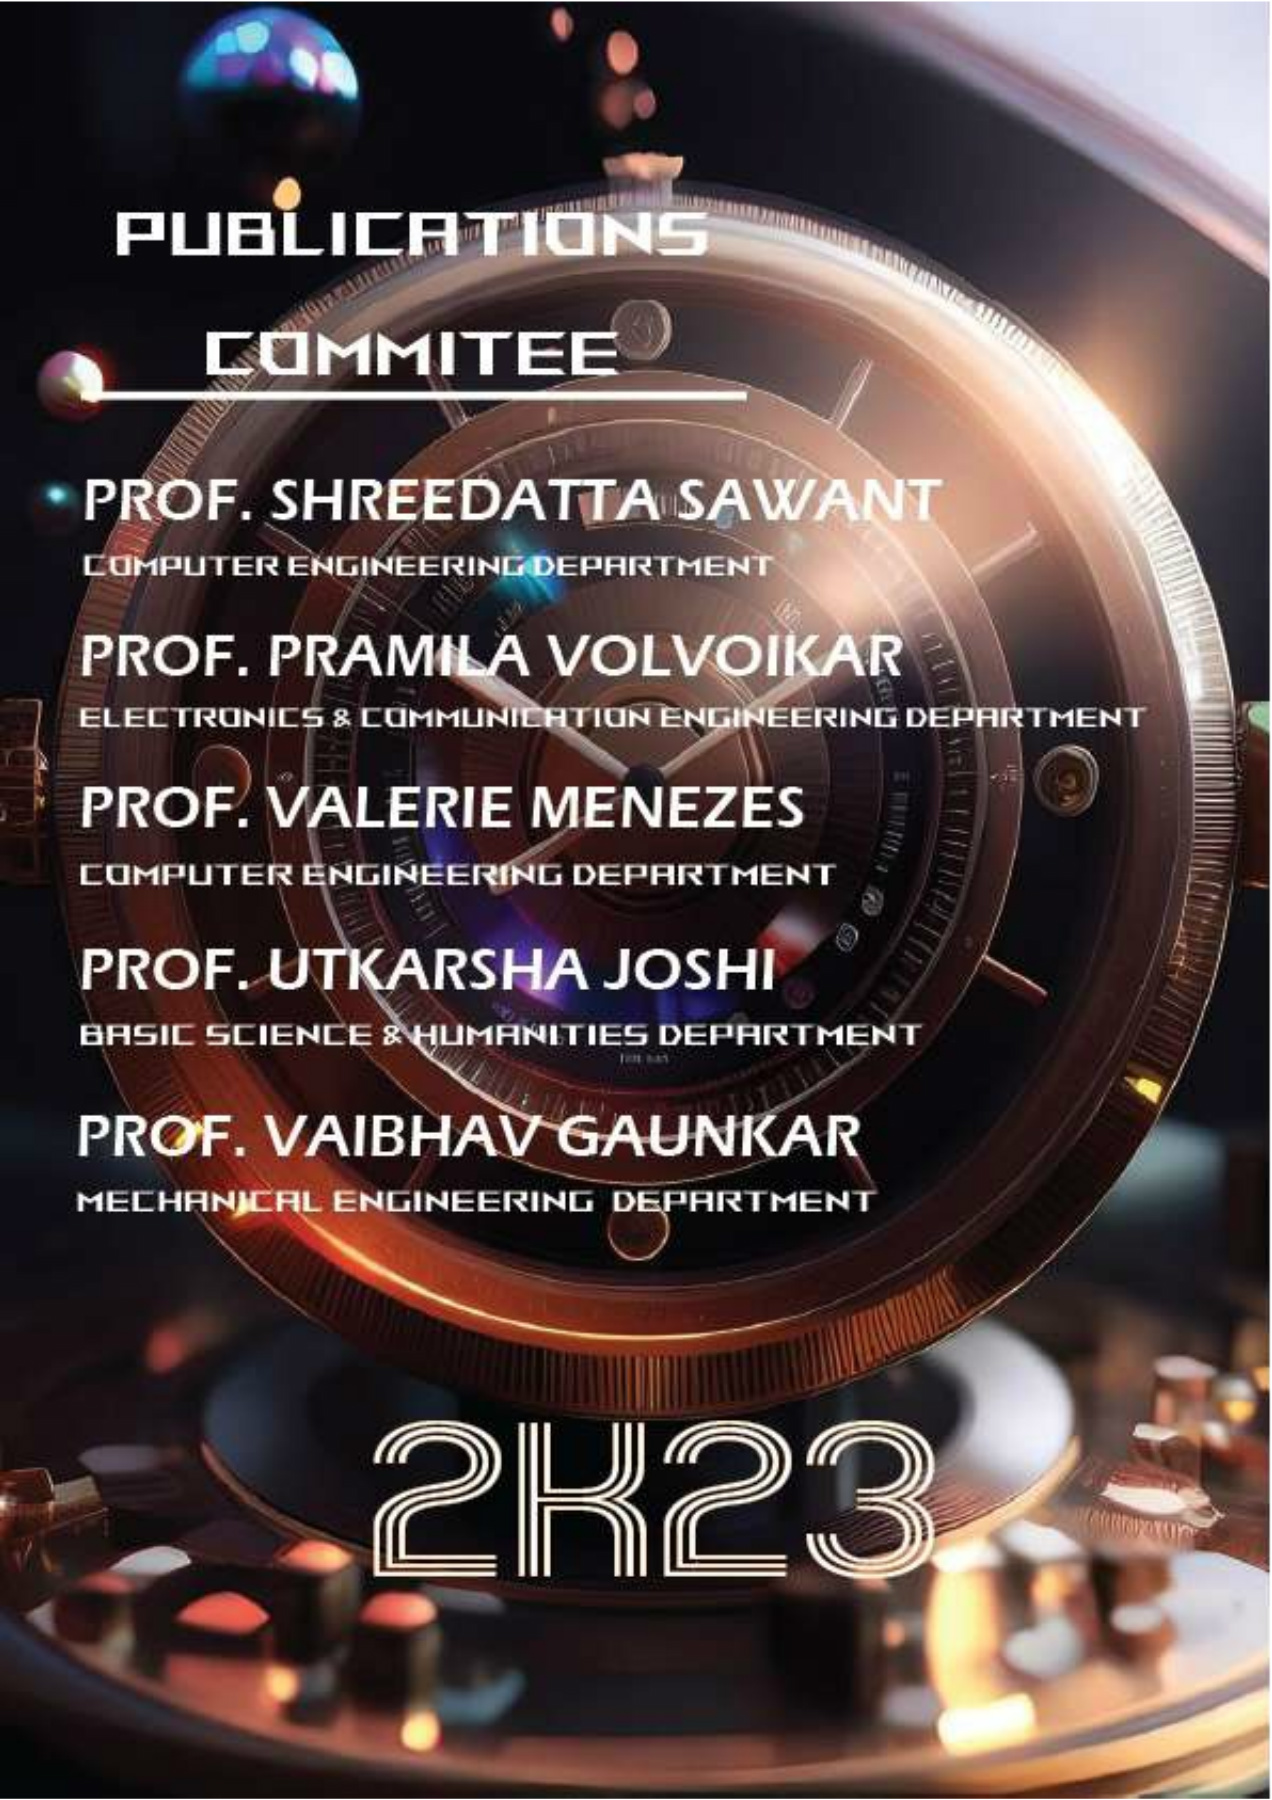 PUBLICATIONS
COMMITEE
PROF. SHREEDATTA SAWANT
COMPUTER ENGINEERING DEPARTMENT
PROF. PRAMILA VOLVOIKAR
ELECTRONICS & COMMUNICATION ENGINEERING DEPARTMENT
PROF. VALERIE MENEZES
COMPUTER ENGINEERING DEPARTMENT
PROF. UTKARSHA JOSHI
BASIC SCIENCE & HUMANITIES DEPARTMENT
PROF. VAIBHAV GAUNKAR
MECHANICAL ENGINEERING DEPARTMENT
2K23